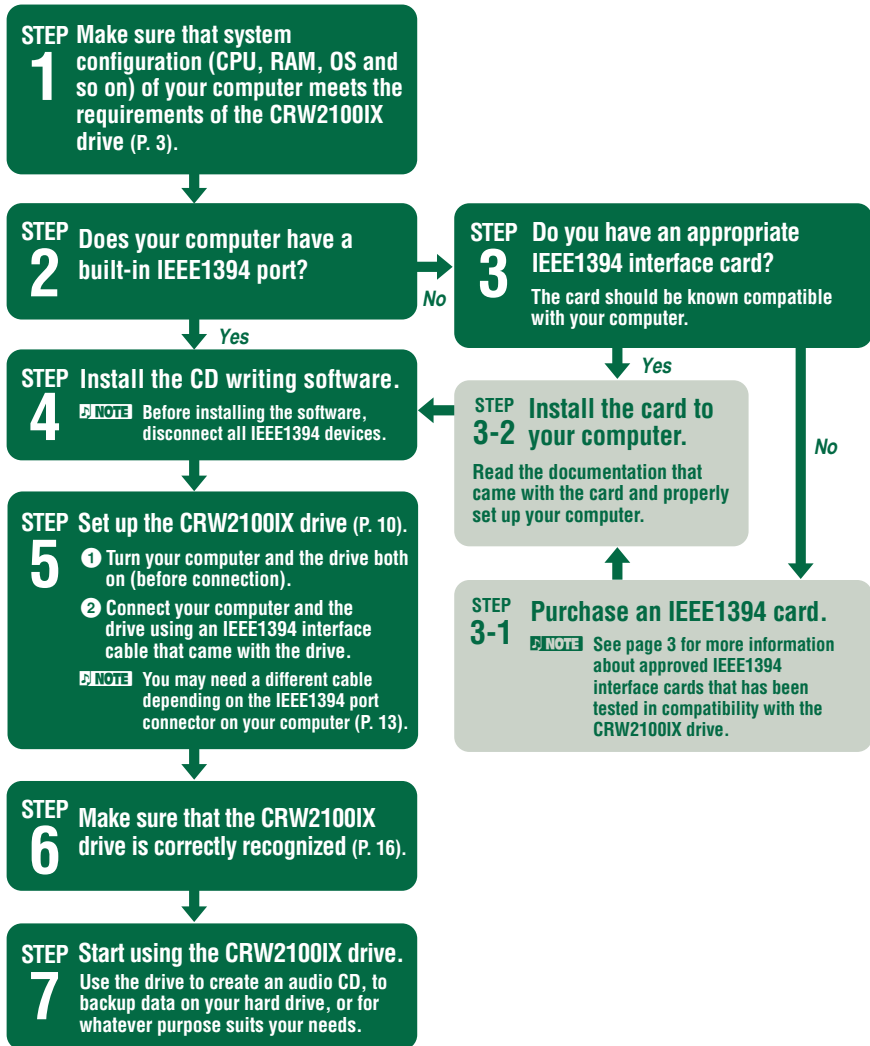 STEP 1
Make sure that system
configuration (CPU, RAM, OS and
so on) of your computer meets the
requirements of the CRW2100IX
drive (P. 3).
STEP 2
Does your computer have a
built-in IEEE1394 port?
No
Yes
STEP 3
Do you have an appropriate
IEEE1394 interface card?
The card should be known compatible
with your computer.
Yes
No
STEP 3-2
Install the card to
your computer.
Read the documentation that
came with the card and properly
set up your computer.
STEP 3-1
Purchase an IEEE1394 card.
NOTE See page 3 for more information
about approved IEEE1394
interface cards that has been
tested in compatibility with the
CRW2100IX drive.
STEP 4
Install the CD writing software.
NOTE Before installing the software,
disconnect all IEEE1394 devices.
STEP 5
Set up the CRW2100IX drive (P. 10).
1 Turn your computer and the drive both
on (before connection).
2 Connect your computer and the
drive using an IEEE1394 interface
cable that came with the drive.
NOTE You may need a different cable
depending on the IEEE1394 port
connector on your computer (P. 13).
STEP 6
Make sure that the CRW2100IX
drive is correctly recognized (P. 16).
STEP 7
Start using the CRW2100IX drive.
Use the drive to create an audio CD, to
backup data on your hard drive, or for
whatever purpose suits your needs.